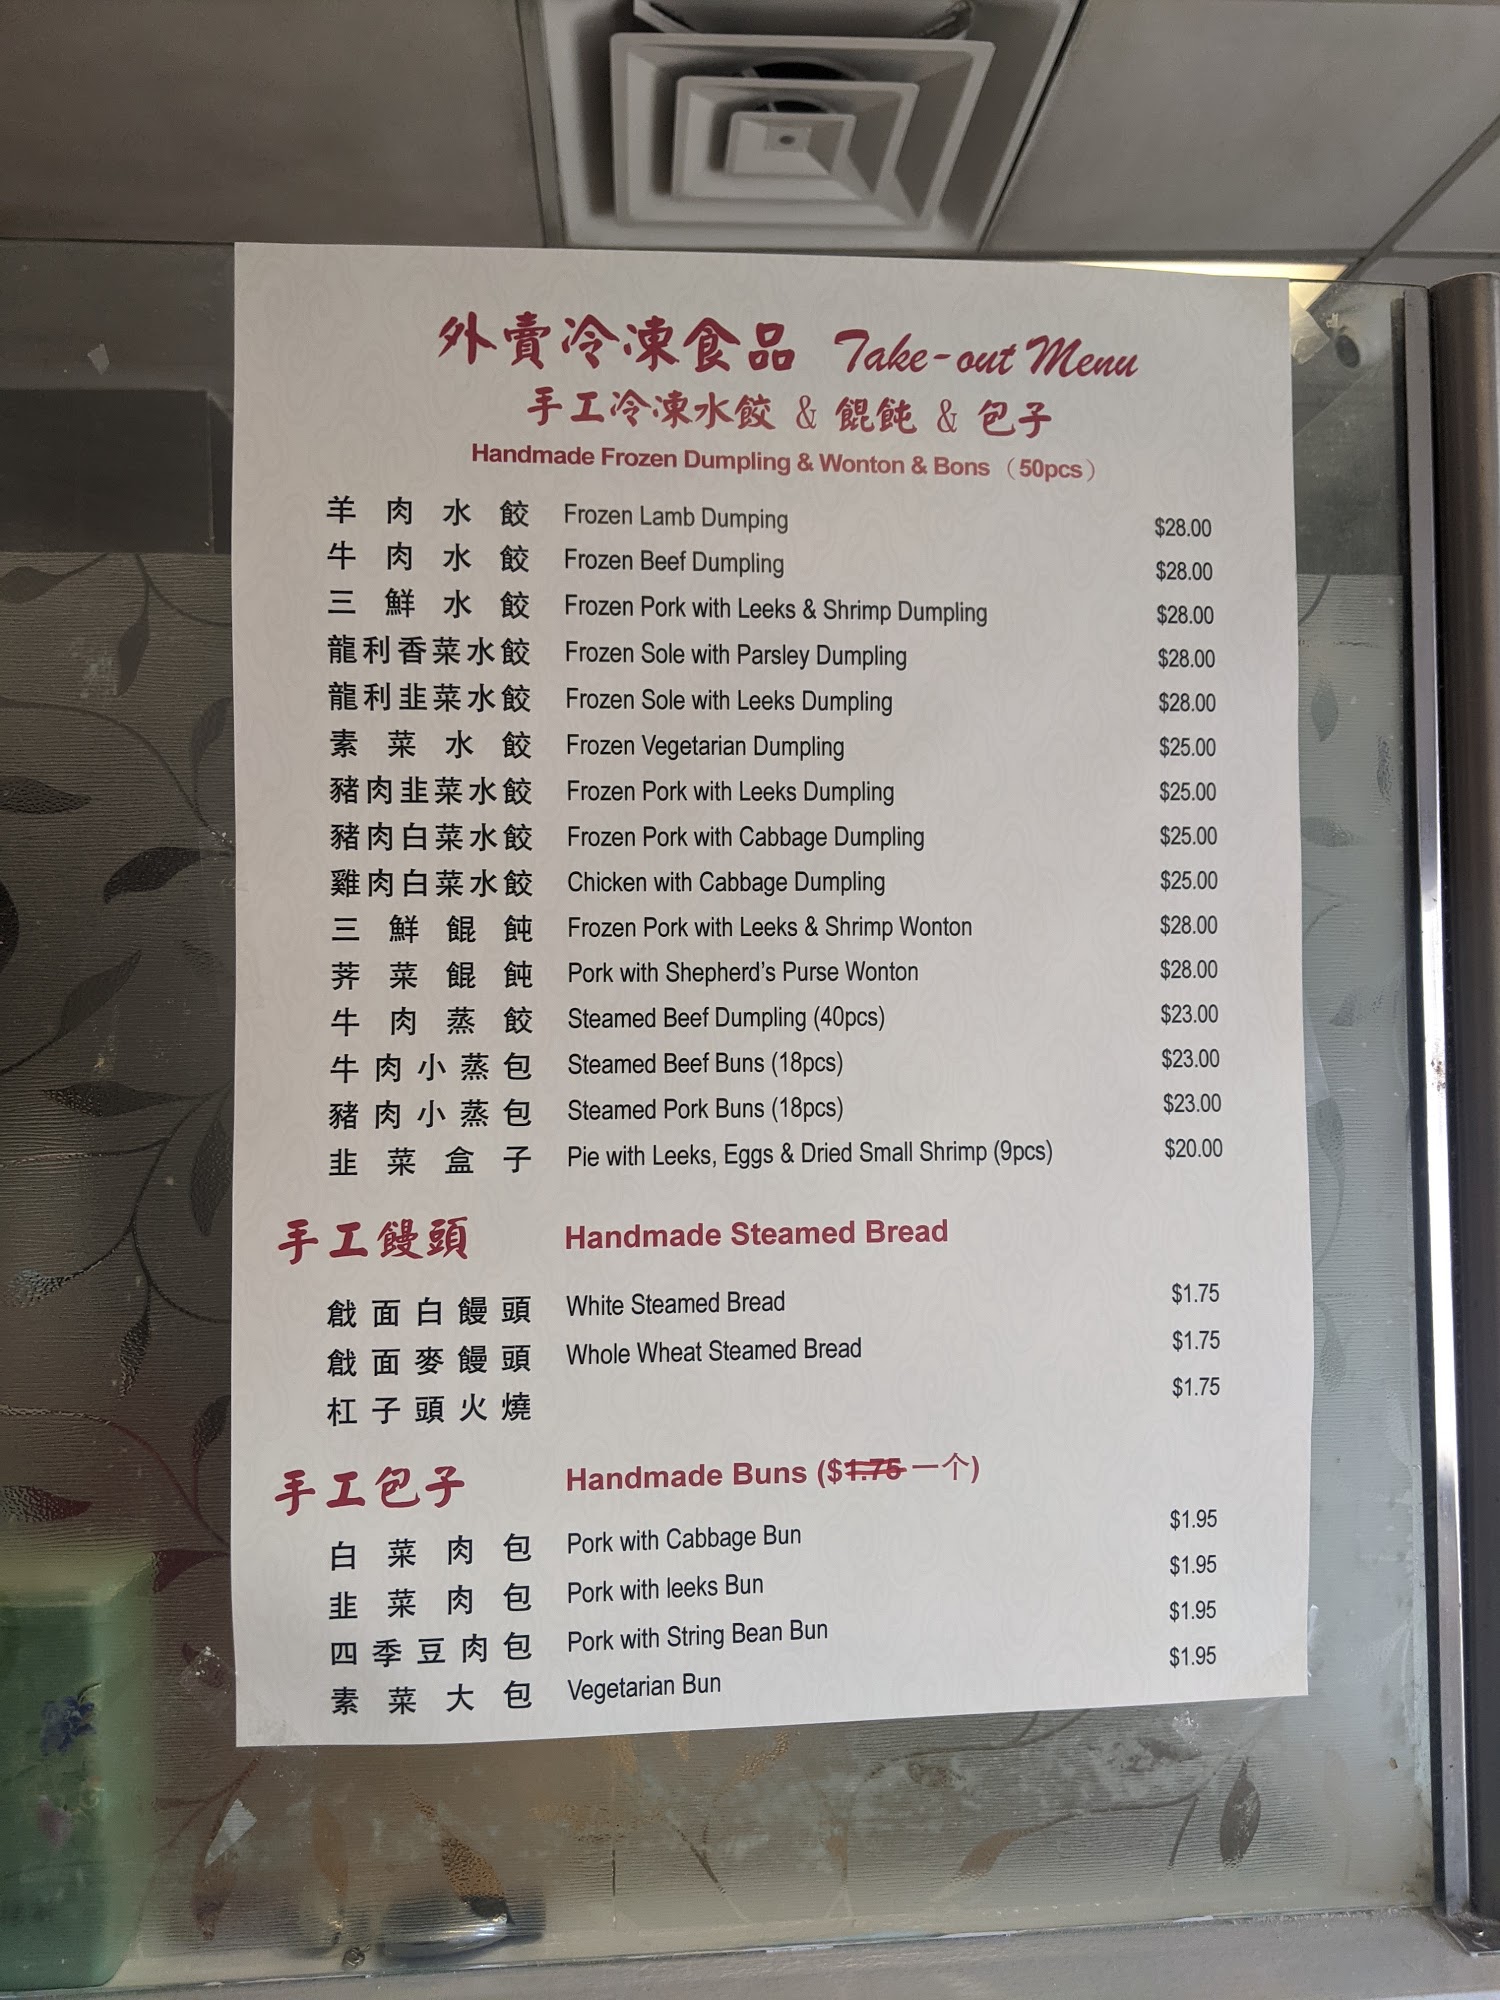 外賣冷凍食品 Take-out Menu
手工冷凍水餃 & 餛飩 & 包子
Handmade Frozen Dumpling & Wonton & Bons （50pcs）
羊肉水餃 Frozen Lamb Dumping $28.00
牛肉水餃 Frozen Beef Dumpling $28.00
三鮮水餃 Frozen Pork with Leeks & Shrimp Dumpling $28.00
龍利香菜水餃 Frozen Sole with Parsley Dumpling $28.00
龍利韭菜水餃 Frozen Sole with Leeks Dumpling $28.00
素菜水餃 Frozen Vegetarian Dumpling $25.00
豬肉韭菜水餃 Frozen Pork with Leeks Dumpling $25.00
豬肉白菜水餃 Frozen Pork with Cabbage Dumpling $25.00
雞肉白菜水餃 Chicken with Cabbage Dumpling $25.00
三鮮餛飩 Frozen Pork with Leeks & Shrimp Wonton $28.00
荠菜餛飩 Pork with Shepherd's Purse Wonton $28.00
牛肉蒸餃 Steamed Beef Dumpling (40pcs) $23.00
牛肉小蒸包 Steamed Beef Buns (18pcs) $23.00
豬肉小蒸包 Steamed Pork Buns (18pcs) $23.00
韭菜盒子 Pie with Leeks, Eggs & Dried Small Shrimp (9pcs) $20.00
手工饅頭 Handmade Steamed Bread
戧面白饅頭 White Steamed Bread $1.75
戧面麥饅頭 Whole Wheat Steamed Bread $1.75
杠子頭火燒 $1.75
手工包子 Handmade Buns ($1.75 一个)
白菜肉包 Pork with Cabbage Bun $1.95
韭菜肉包 Pork with leeks Bun $1.95
四季豆肉包 Pork with String Bean Bun $1.95
素菜大包 Vegetarian Bun $1.95